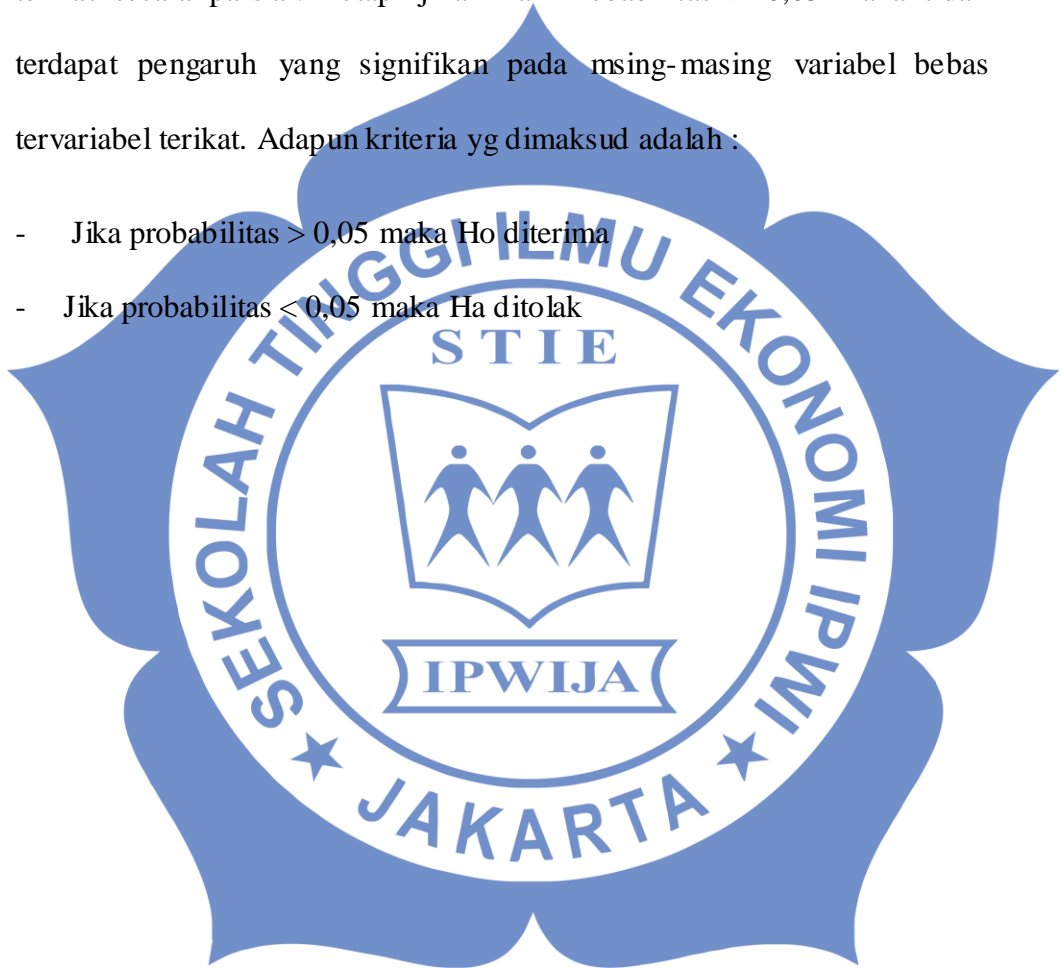 terdapat pengaruh yang signifikan pada msing-masing variabel bebas
tervariabel terikat. Adapun kriteria yg dimaksud adalah :
- Jika probabilitas > 0,05 maka Ho diterima
- Jika probabilitas < 0,05 maka Ha ditolak
SEKOLAH TINGGI ILMU EKONOMI IPWI
STIE
IPWIJA
JAKARTA